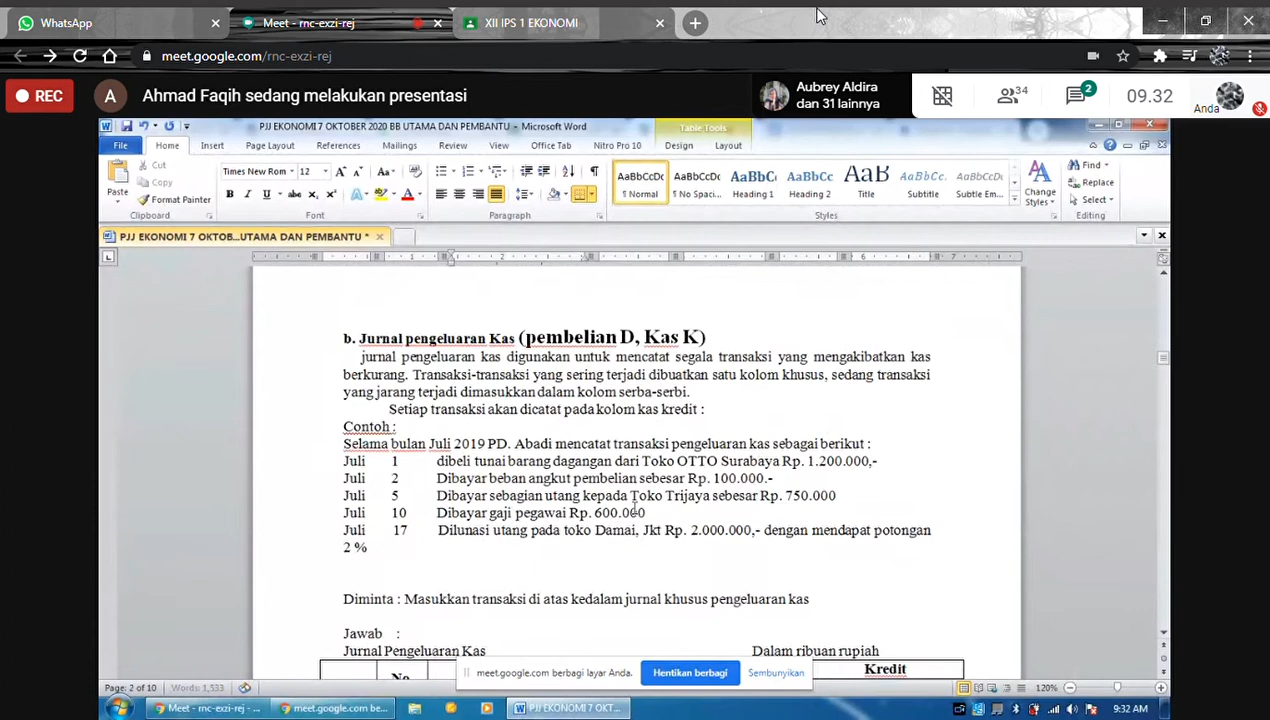 WhatsApp
Meet - rnc-exzi-rej
XII IPS 1 EKONOMI
meet.google.com/rnc-exzi-rej
REC
A
Ahmad Faqih sedang melakukan presentasi
Aubrey Aldira
dan 31 lainnya
34
2
09.32
Anda
PJJ EKONOMI 7 OKTOBER 2020 BB UTAMA DAN PEMBANTU - Microsoft Word
Table Tools
File
Home
Insert
Page Layout
References
Mailings
Review
View
Office Tab
Nitro Pro 10
Design
Layout
Paste
Cut
Copy
Format Painter
Clipboard
Times New Rom
12
Font
Paragraph
AaBbCcDc
¶ Normal
AaBbCcDc
¶ No Spaci...
AaBbCc
Heading 1
AaBbCc
Heading 2
AaB
Title
AaBbCc.
Subtitle
AaBbCcDc
Subtle Em...
Styles
Change
Styles
Find
Replace
Select
Editing
PJJ EKONOMI 7 OKTOB...UTAMA DAN PEMBANTU *
b. Jurnal pengeluaran Kas (pembelian D, Kas K)
jurnal pengeluaran kas digunakan untuk mencatat segala transaksi yang mengakibatkan kas
berkurang. Transaksi-transaksi yang sering terjadi dibuatkan satu kolom khusus, sedang transaksi
yang jarang terjadi dimasukkan dalam kolom serba-serbi.
Setiap transaksi akan dicatat pada kolom kas kredit :
Contoh :
Selama bulan Juli 2019 PD. Abadi mencatat transaksi pengeluaran kas sebagai berikut :
Juli 1 dibeli tunai barang dagangan dari Toko OTTO Surabaya Rp. 1.200.000,-
Juli 2 Dibayar beban angkut pembelian sebesar Rp. 100.000.-
Juli 5 Dibayar sebagian utang kepada Toko Trijaya sebesar Rp. 750.000
Juli 10 Dibayar gaji pegawai Rp. 600.000
Juli 17 Dilunasi utang pada toko Damai, Jkt Rp. 2.000.000,- dengan mendapat potongan
2 %
Diminta : Masukkan transaksi di atas kedalam jurnal khusus pengeluaran kas
Jawab :
Jurnal Pengeluaran Kas Dalam ribuan rupiah
No
Kredit
meet.google.com berbagi layar Anda.
Hentikan berbagi
Sembunyikan
Page: 2 of 10
Words: 1,533
120%
Meet - rnc-exzi-rej - ...
meet.google.com be...
PJJ EKONOMI 7 OKT...
9:32 AM